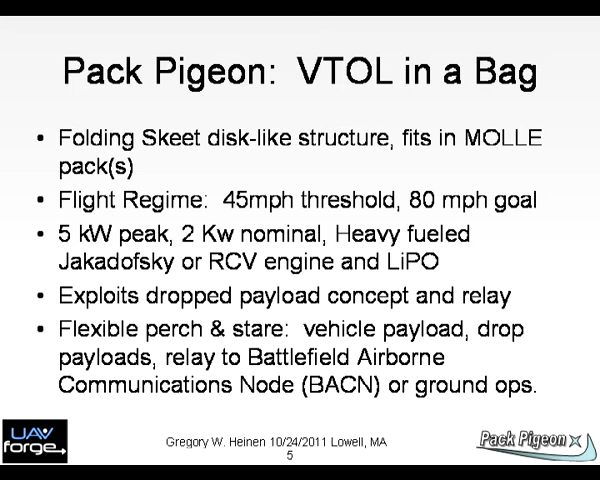 Pack Pigeon:  VTOL in a Bag
• Folding Skeet disk-like structure, fits in MOLLE
pack(s)
• Flight Regime:  45mph threshold, 80 mph goal
• 5 kW peak, 2 Kw nominal, Heavy fueled
Jakadofsky or RCV engine and LiPO
• Exploits dropped payload concept and relay
• Flexible perch & stare:  vehicle payload, drop
payloads, relay to Battlefield Airborne
Communications Node (BACN) or ground ops.
UAV
forge
Gregory W. Heinen 10/24/2011 Lowell, MA
5
Pack Pigeon